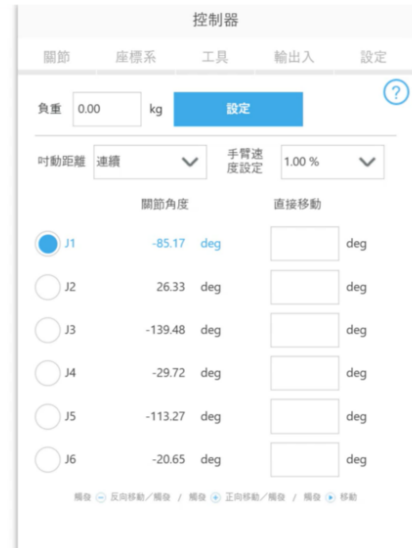 控制器
關節 座標系 工具 輸出入 設定
負重 0.00 kg 設定 ?
吋動距離 連續 手臂速度設定 1.00 %
關節角度 直接移動
J1 -85.17 deg deg
J2 26.33 deg deg
J3 -139.48 deg deg
J4 -29.72 deg deg
J5 -113.27 deg deg
J6 -20.65 deg deg
觸發 反向移動／觸發 / 觸發 正向移動／觸發 / 觸發 移動